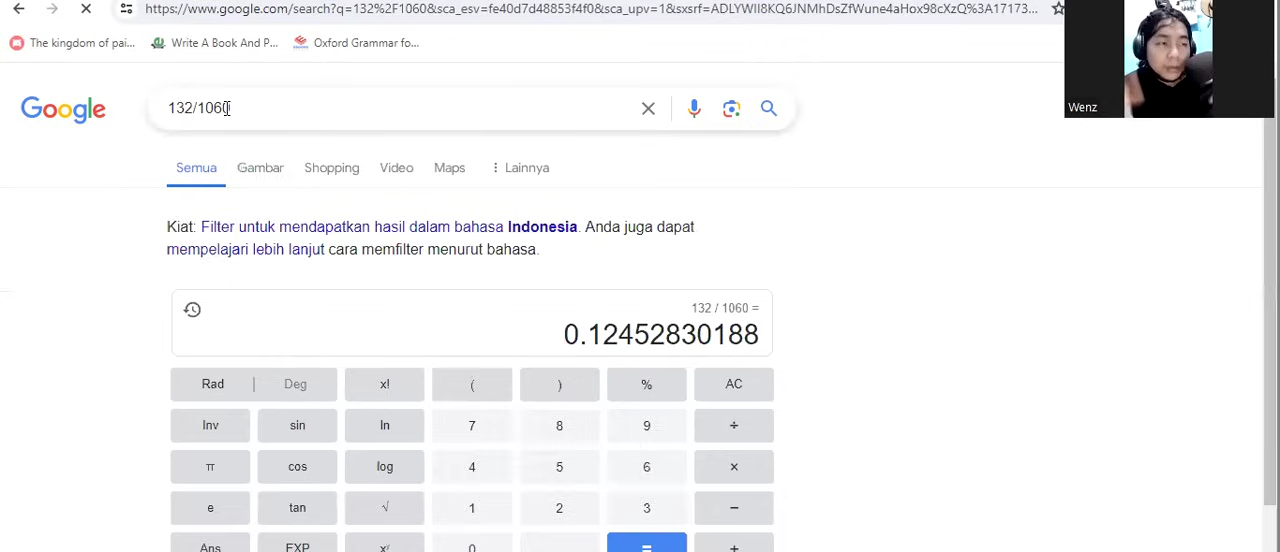 https://www.google.com/search?q=132%2F1060&sca_esv=fe40d7d48853f4f0&sca_upv=1&sxsrf=ADLYWIl8KQ6JNMhDsZfWune4aHox98cXzQ%3A17173...
The kingdom of pai...
Write A Book And P...
Oxford Grammar fo...
Wenz
Google
132/1060
Semua
Gambar
Shopping
Video
Maps
Lainnya
Kiat: Filter untuk mendapatkan hasil dalam bahasa Indonesia. Anda juga dapat
mempelajari lebih lanjut cara memfilter menurut bahasa.
132 / 1060 =
0.12452830188
Rad | Deg x! ( ) % AC
Inv sin ln 7 8 9 ÷
π cos log 4 5 6 ×
e tan √ 1 2 3 −
Ans EXP xʸ 0 = +